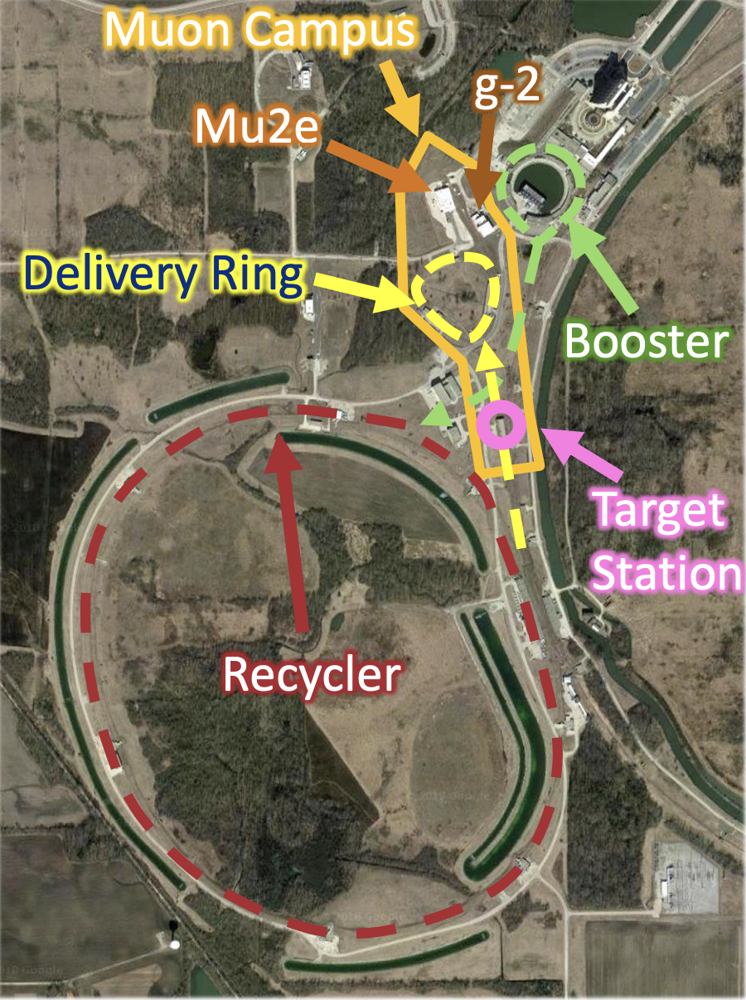 Muon Campus
g-2
Mu2e
Delivery Ring
Booster
Target
Station
Recycler